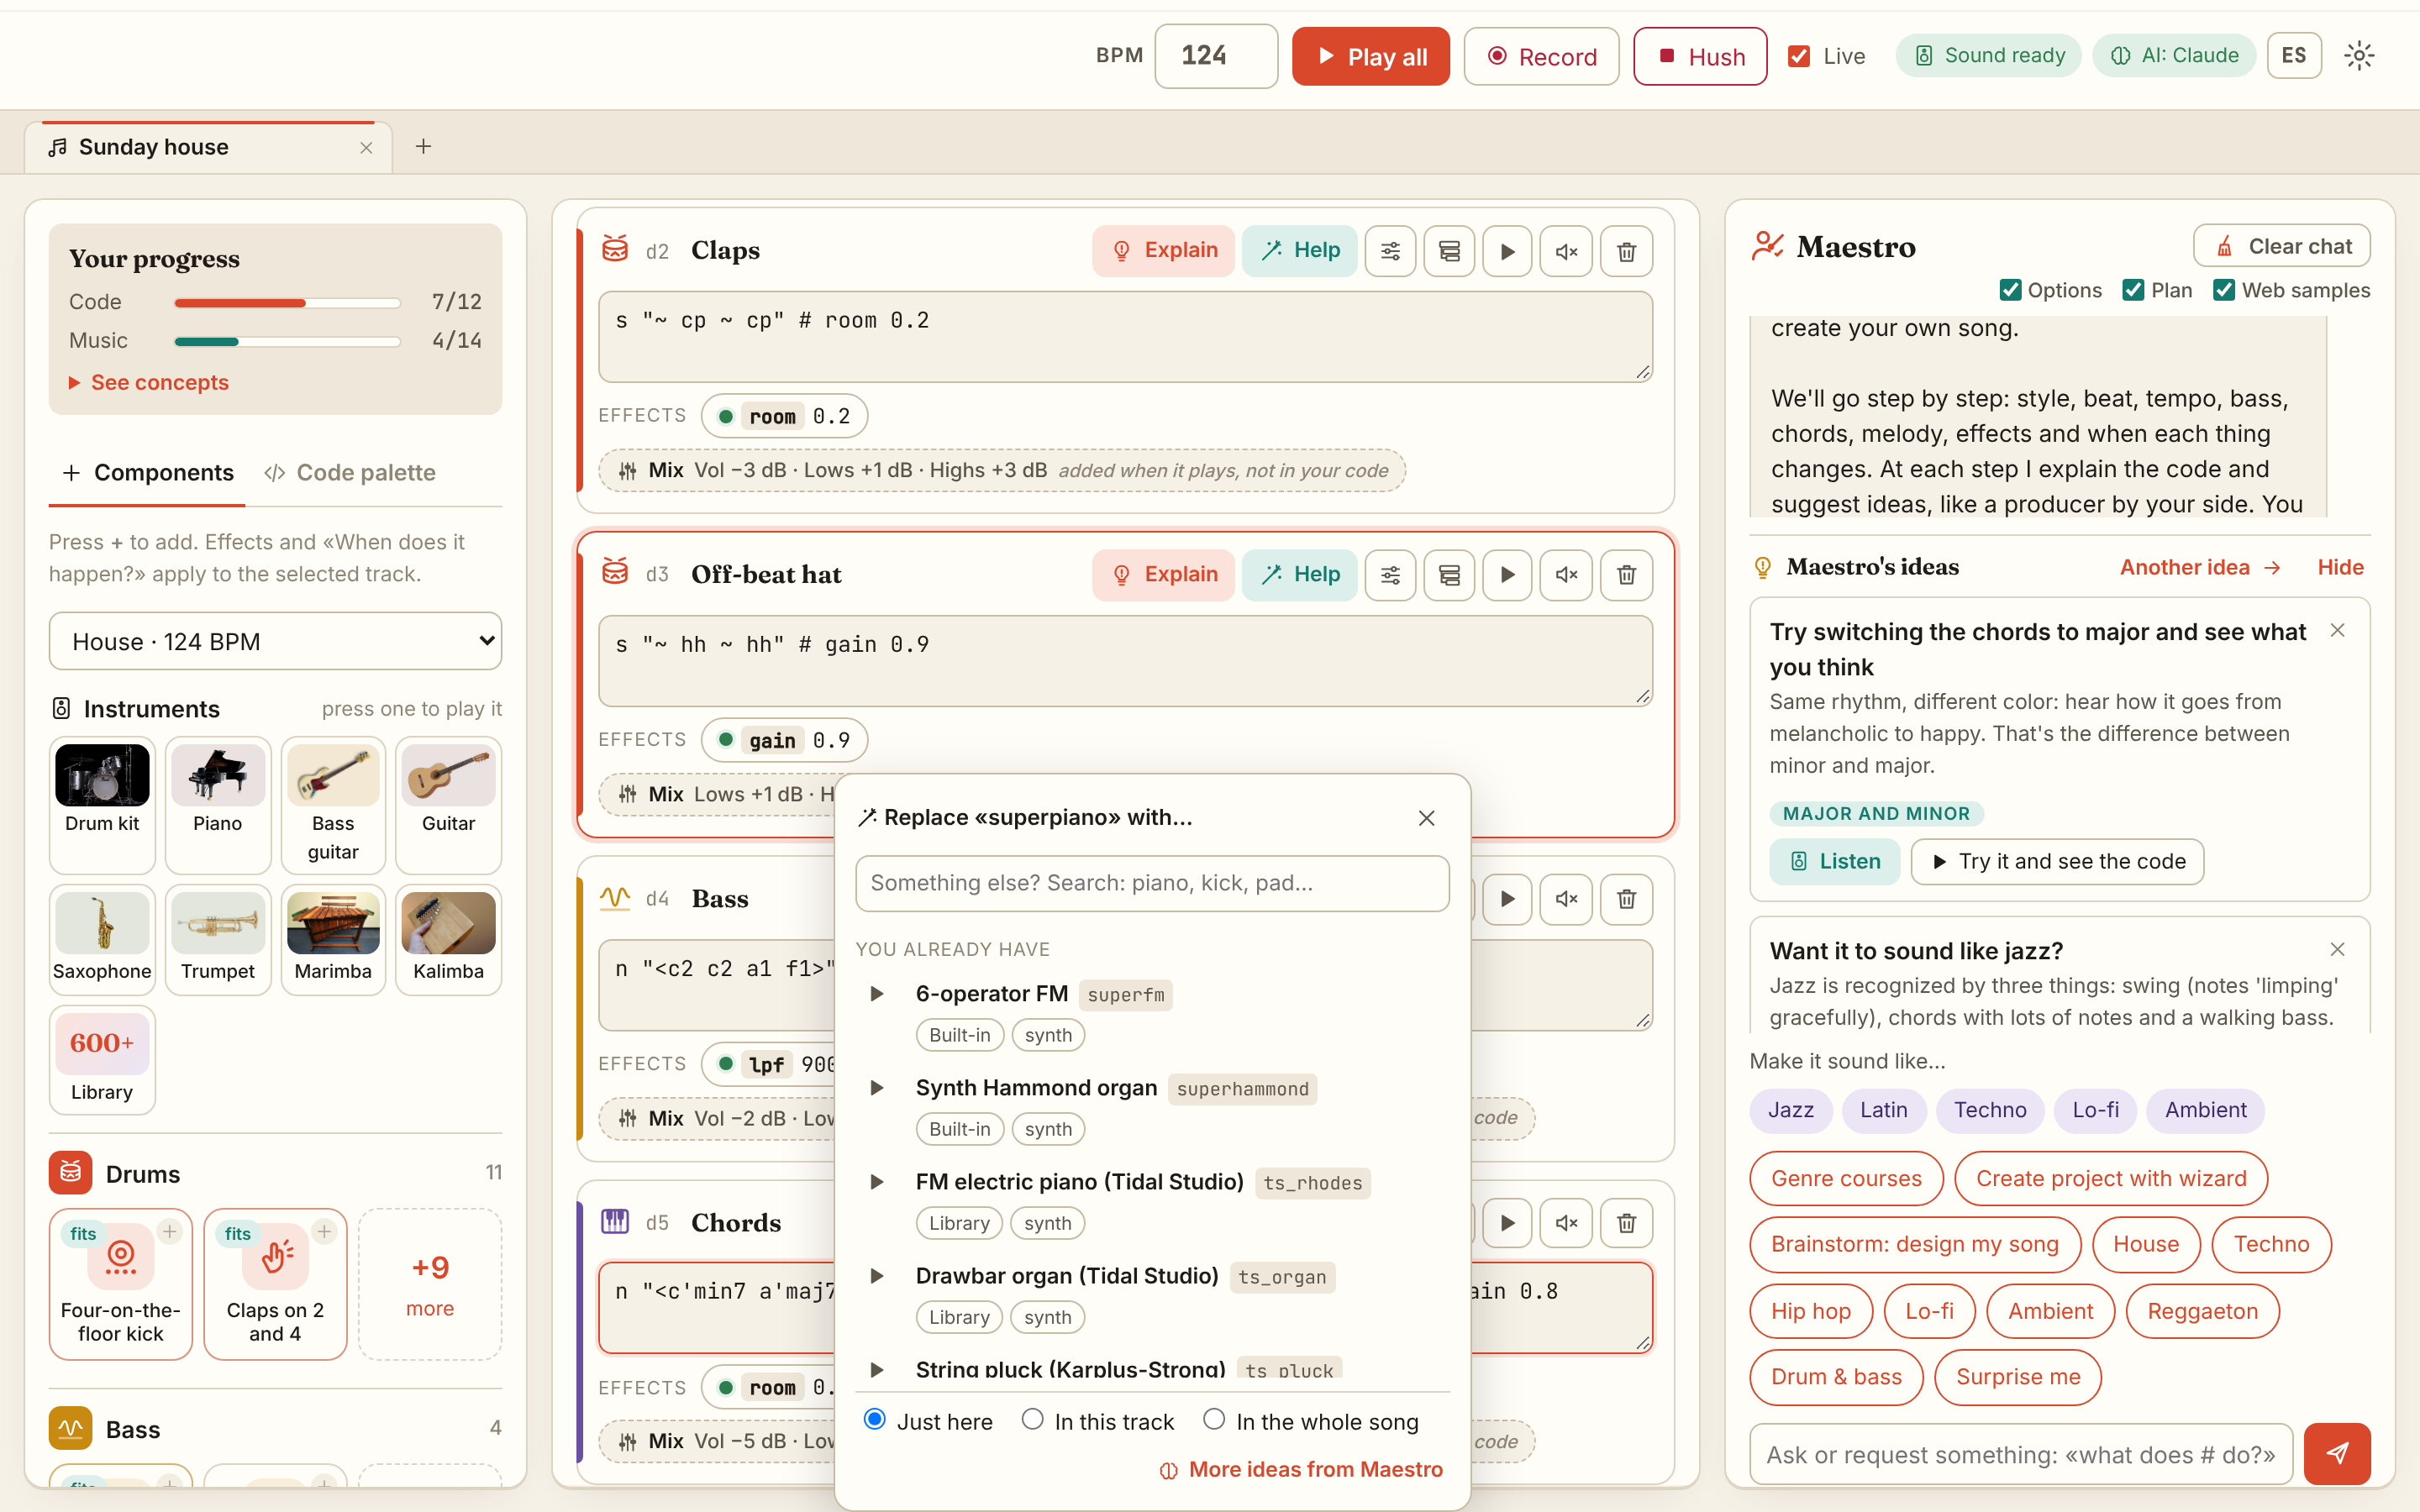 BPM 124 Play all Record Hush Live Sound ready AI: Claude ES
Sunday house
Your progress
Code 7/12
Music 4/14
See concepts
+ Components </> Code palette
Press + to add. Effects and «When does it
happen?» apply to the selected track.
House · 124 BPM
Instruments press one to play it
Drum kit
Piano
Bass
guitar
Guitar
Saxophone
Trumpet
Marimba
Kalimba
600+
Library
Drums 11
fits
Four-on-the-
floor kick
fits
Claps on 2
and 4
+9
more
Bass 4
fits
d2 Claps Explain Help
s "~ cp ~ cp" # room 0.2
EFFECTS room 0.2
Mix Vol −3 dB · Lows +1 dB · Highs +3 dB added when it plays, not in your code
d3 Off-beat hat Explain Help
s "~ hh ~ hh" # gain 0.9
EFFECTS gain 0.9
Mix Lows +1 dB
d4 Bass
n "<c2 c2 a1 f1>"
EFFECTS lpf 900
Mix Vol −2 dB · code
d5 Chords
n "<c'min7 a'maj7 0.8
EFFECTS room
Mix Vol −5 dB · code
Replace «superpiano» with...
Something else? Search: piano, kick, pad...
YOU ALREADY HAVE
6-operator FM superfm
Built-in synth
Synth Hammond organ superhammond
Built-in synth
FM electric piano (Tidal Studio) ts_rhodes
Library synth
Drawbar organ (Tidal Studio) ts_organ
Library synth
String pluck (Karplus-Strong) ts_pluck
Just here In this track In the whole song
More ideas from Maestro
Maestro Clear chat
Options Plan Web samples
create your own song.
We'll go step by step: style, beat, tempo, bass,
chords, melody, effects and when each thing
changes. At each step I explain the code and
suggest ideas, like a producer by your side. You
Maestro's ideas Another idea → Hide
Try switching the chords to major and see what
you think
Same rhythm, different color: hear how it goes from
melancholic to happy. That's the difference between
minor and major.
MAJOR AND MINOR
Listen Try it and see the code
Want it to sound like jazz?
Jazz is recognized by three things: swing (notes 'limping'
gracefully), chords with lots of notes and a walking bass.
Make it sound like...
Jazz Latin Techno Lo-fi Ambient
Genre courses Create project with wizard
Brainstorm: design my song House Techno
Hip hop Lo-fi Ambient Reggaeton
Drum & bass Surprise me
Ask or request something: «what does # do?»